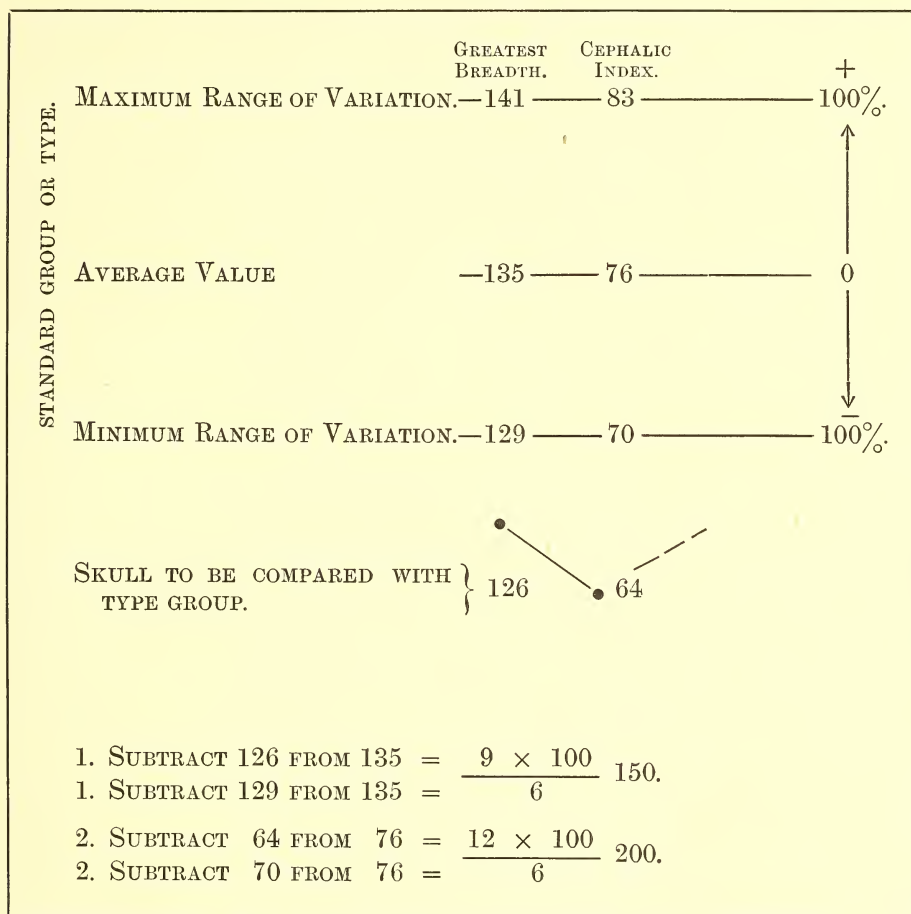 GREATEST BREADTH.
CEPHALIC INDEX.
+
STANDARD GROUP OR TYPE.
MAXIMUM RANGE OF VARIATION.—141 — 83 — 100%.
AVERAGE VALUE —135 — 76 — 0
–
MINIMUM RANGE OF VARIATION.—129 — 70 — 100%.
SKULL TO BE COMPARED WITH } 126 64
TYPE GROUP.
1. SUBTRACT 126 FROM 135 = 9 × 100 150.
1. SUBTRACT 129 FROM 135 = 6
2. SUBTRACT 64 FROM 76 = 12 × 100 200.
2. SUBTRACT 70 FROM 76 = 6